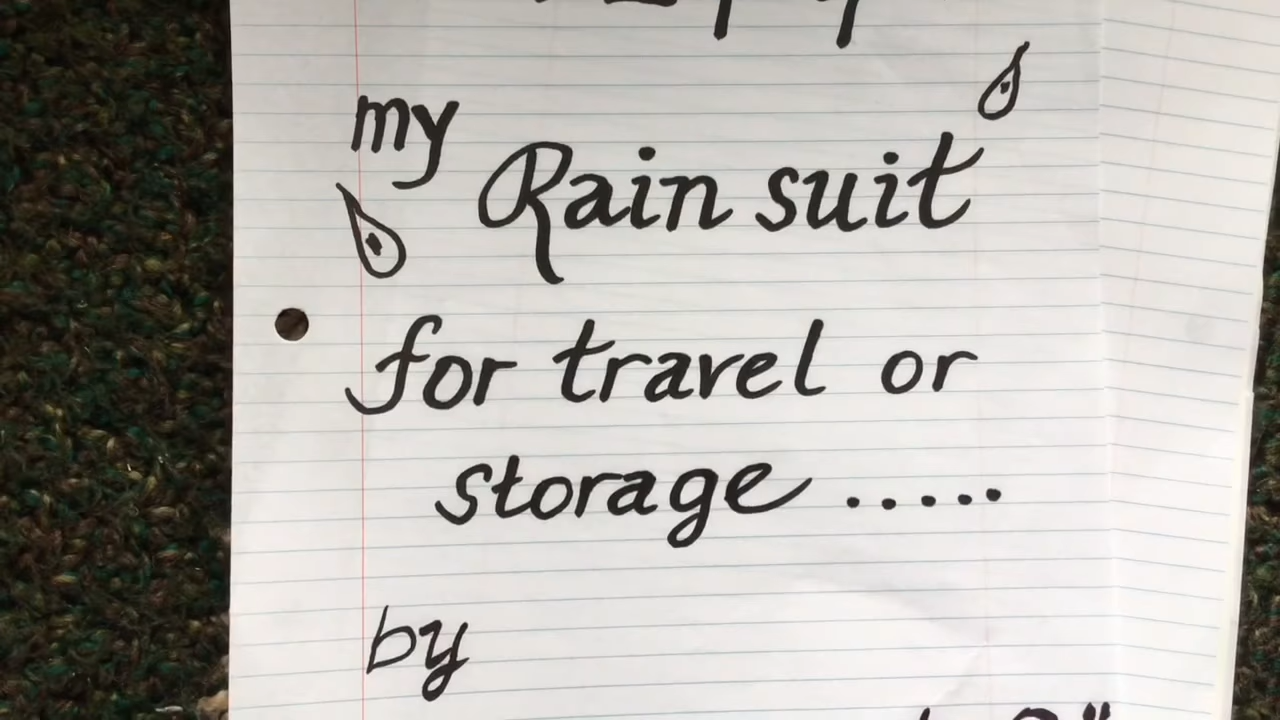 my
Rain suit
for travel or
storage .....
by